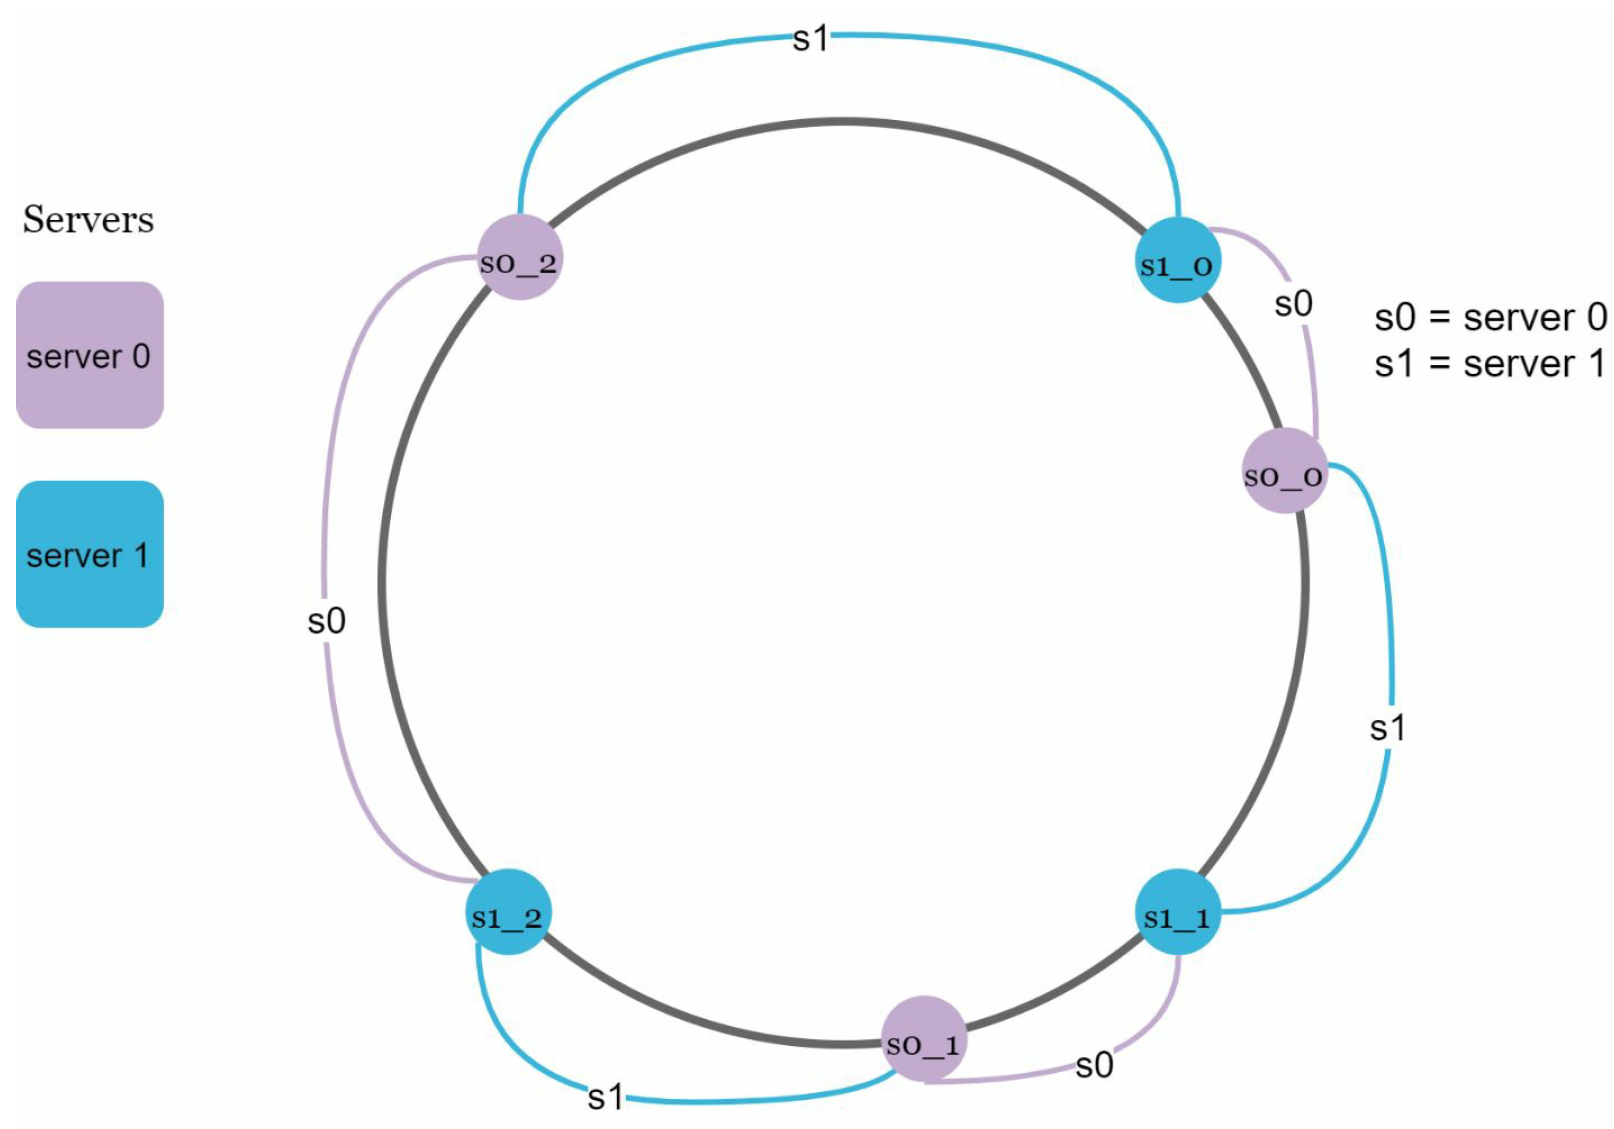 s1
Servers
s0_2
s1_0
s0
s0 = server 0
s1 = server 1
server 0
s0_0
server 1
s0
s1
s1_2
s1_1
s0_1
s0
s1